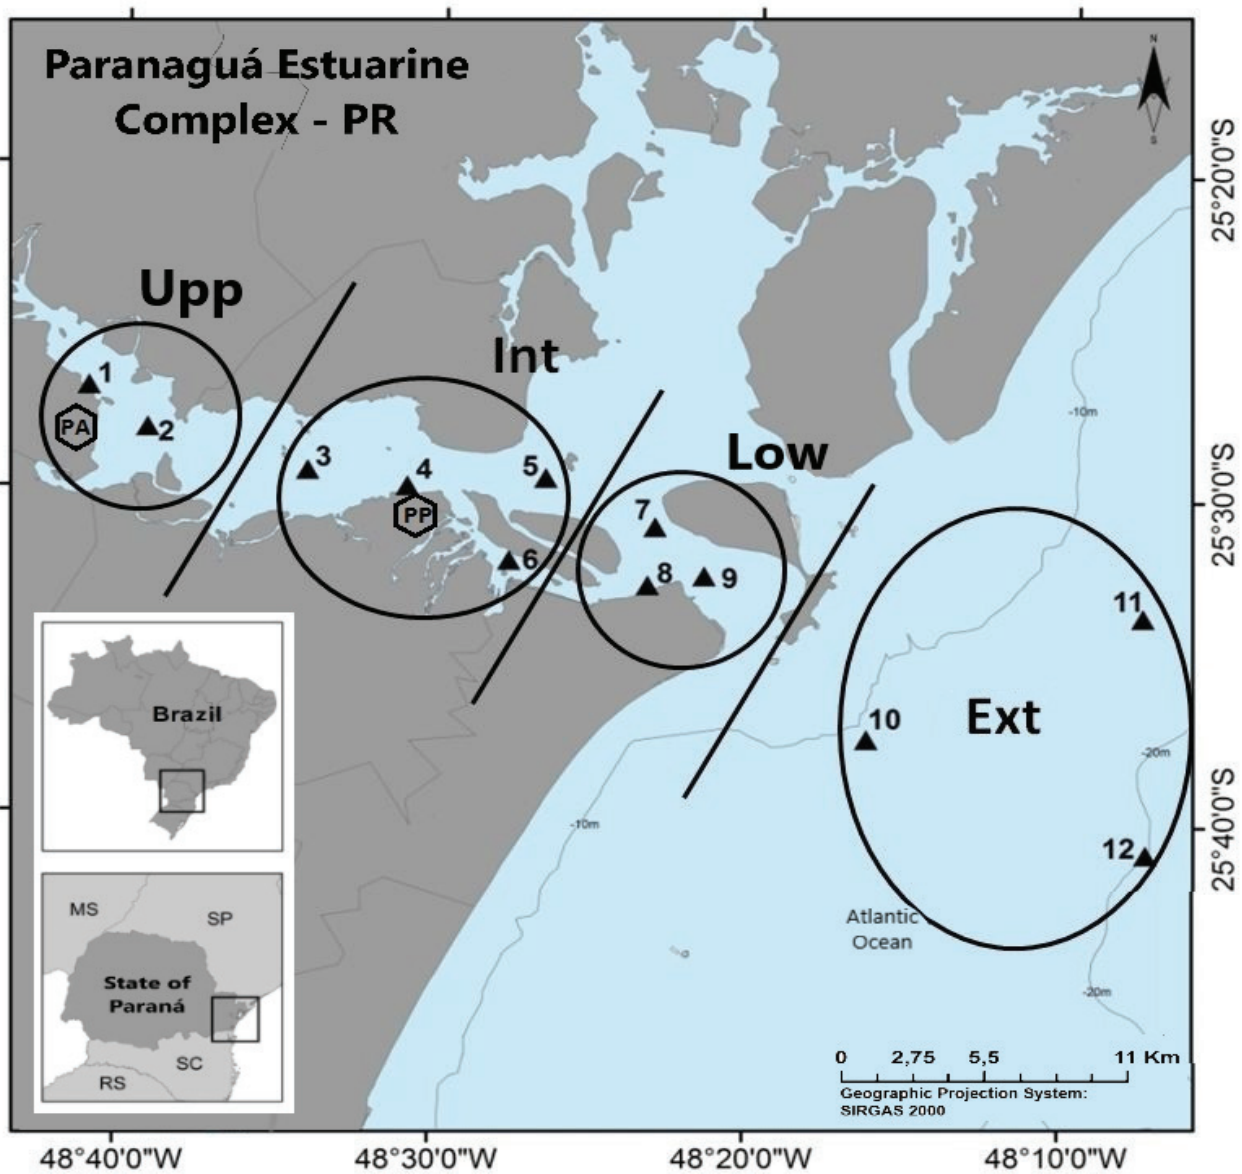 Paranaguá Estuarine
Complex - PR
N
S
25°20'0"S
Upp
Int
1
PA
2
-10m
Low
3
4
5
25°30'0"S
7
PP
6
8
9
11
Brazil
10
Ext
-20m
-10m
25°40'0"S
12
MS
SP
Atlantic
Ocean
State of
Paraná
-20m
SC
RS
0 2,75 5,5 11 Km
Geographic Projection System:
SIRGAS 2000
48°40'0"W 48°30'0"W 48°20'0"W 48°10'0"W